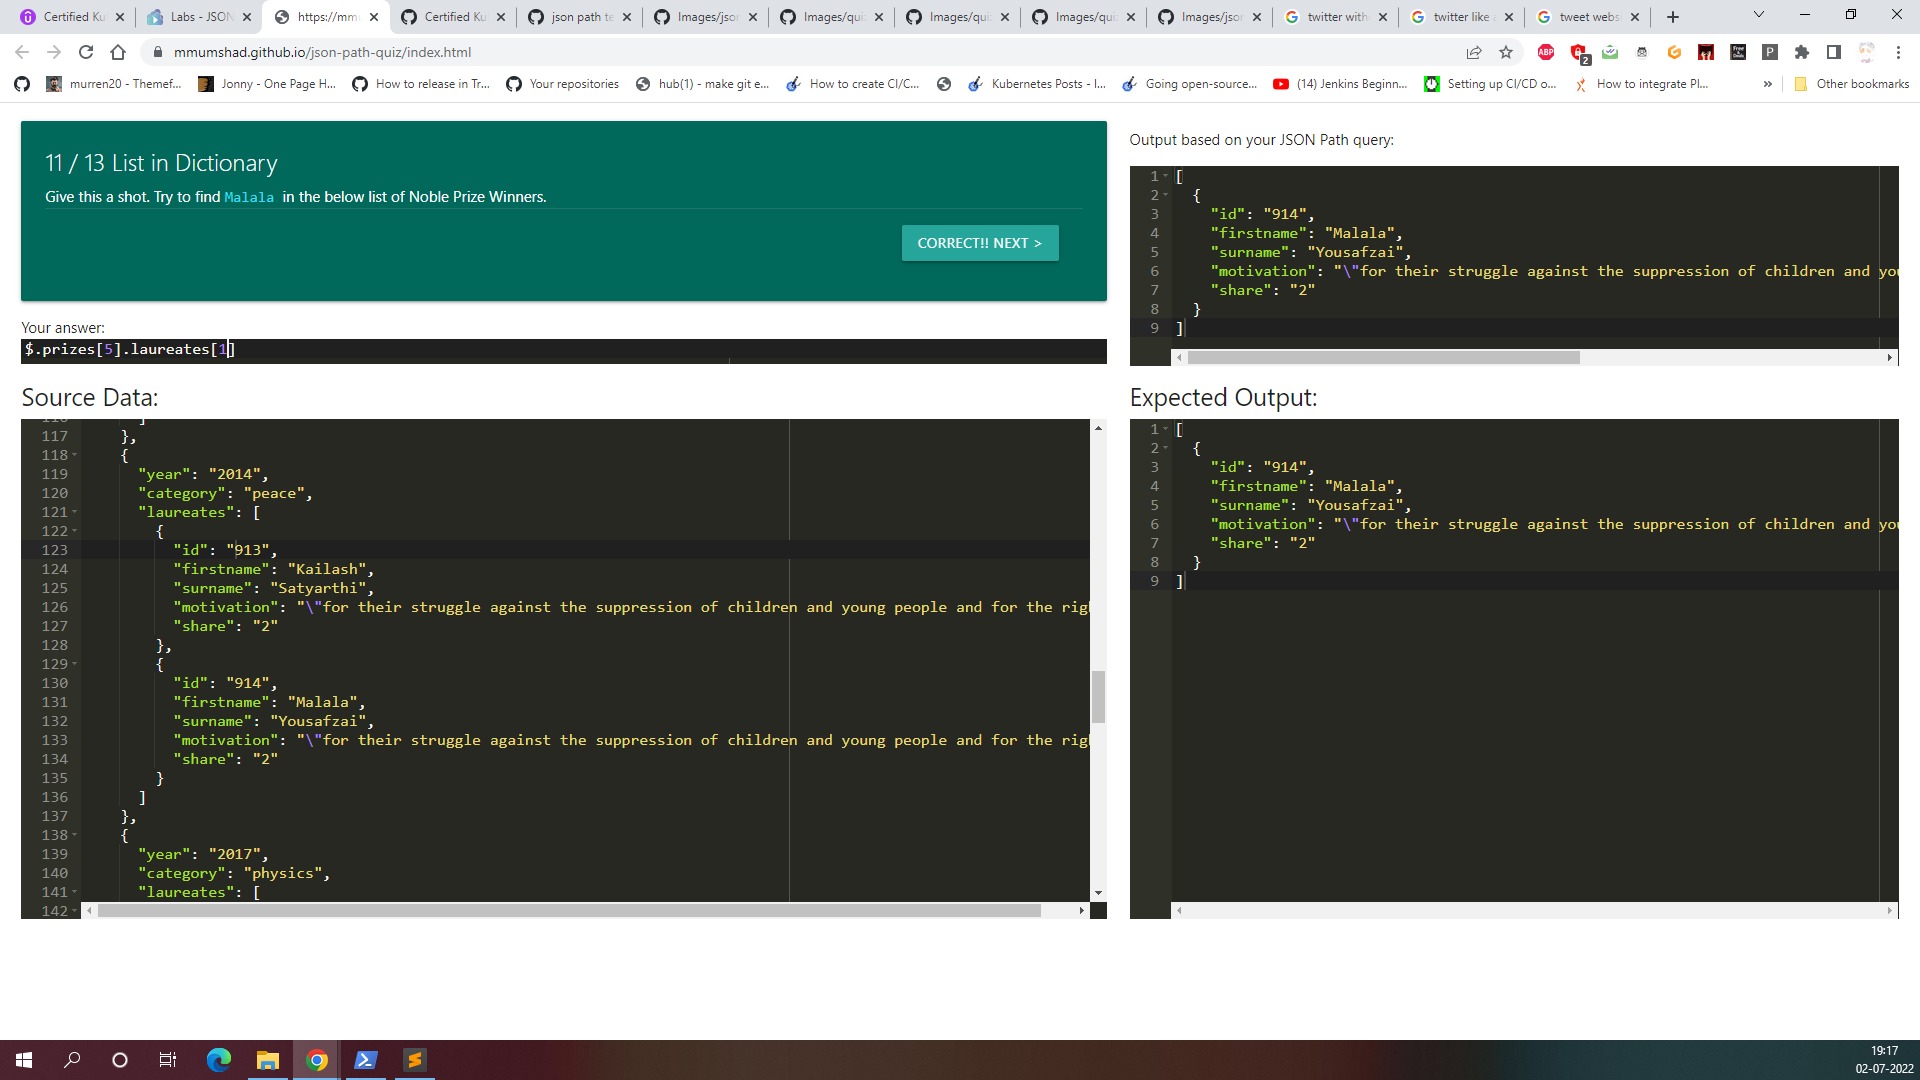 Certified Ku
Labs - JSON
https://mm
Certified Ku
json path te
Images/jso
Images/qui
Images/qui
Images/qui
Images/jso
twitter with
twitter like
tweet webs
mmumshad.github.io/json-path-quiz/index.html
murren20 - Themef...
Jonny - One Page H...
How to release in Tr...
Your repositories
hub(1) - make git e...
How to create CI/C...
Kubernetes Posts - I...
Going open-source...
(14) Jenkins Beginn...
Setting up CI/CD o...
How to integrate Pl...
»
Other bookmarks
11 / 13 List in Dictionary
Give this a shot. Try to find Malala in the below list of Noble Prize Winners.
CORRECT!! NEXT >
Your answer:
$.prizes[5].laureates[1]
Source Data:
116 ]
117 },
118 {
119 "year": "2014",
120 "category": "peace",
121 "laureates": [
122 {
123 "id": "913",
124 "firstname": "Kailash",
125 "surname": "Satyarthi",
126 "motivation": "\"for their struggle against the suppression of children and young people and for the rig
127 "share": "2"
128 },
129 {
130 "id": "914",
131 "firstname": "Malala",
132 "surname": "Yousafzai",
133 "motivation": "\"for their struggle against the suppression of children and young people and for the rig
134 "share": "2"
135 }
136 ]
137 },
138 {
139 "year": "2017",
140 "category": "physics",
141 "laureates": [
142
Output based on your JSON Path query:
1 [
2 {
3 "id": "914",
4 "firstname": "Malala",
5 "surname": "Yousafzai",
6 "motivation": "\"for their struggle against the suppression of children and you
7 "share": "2"
8 }
9 ]
Expected Output:
1 [
2 {
3 "id": "914",
4 "firstname": "Malala",
5 "surname": "Yousafzai",
6 "motivation": "\"for their struggle against the suppression of children and you
7 "share": "2"
8 }
9 ]
19:17
02-07-2022